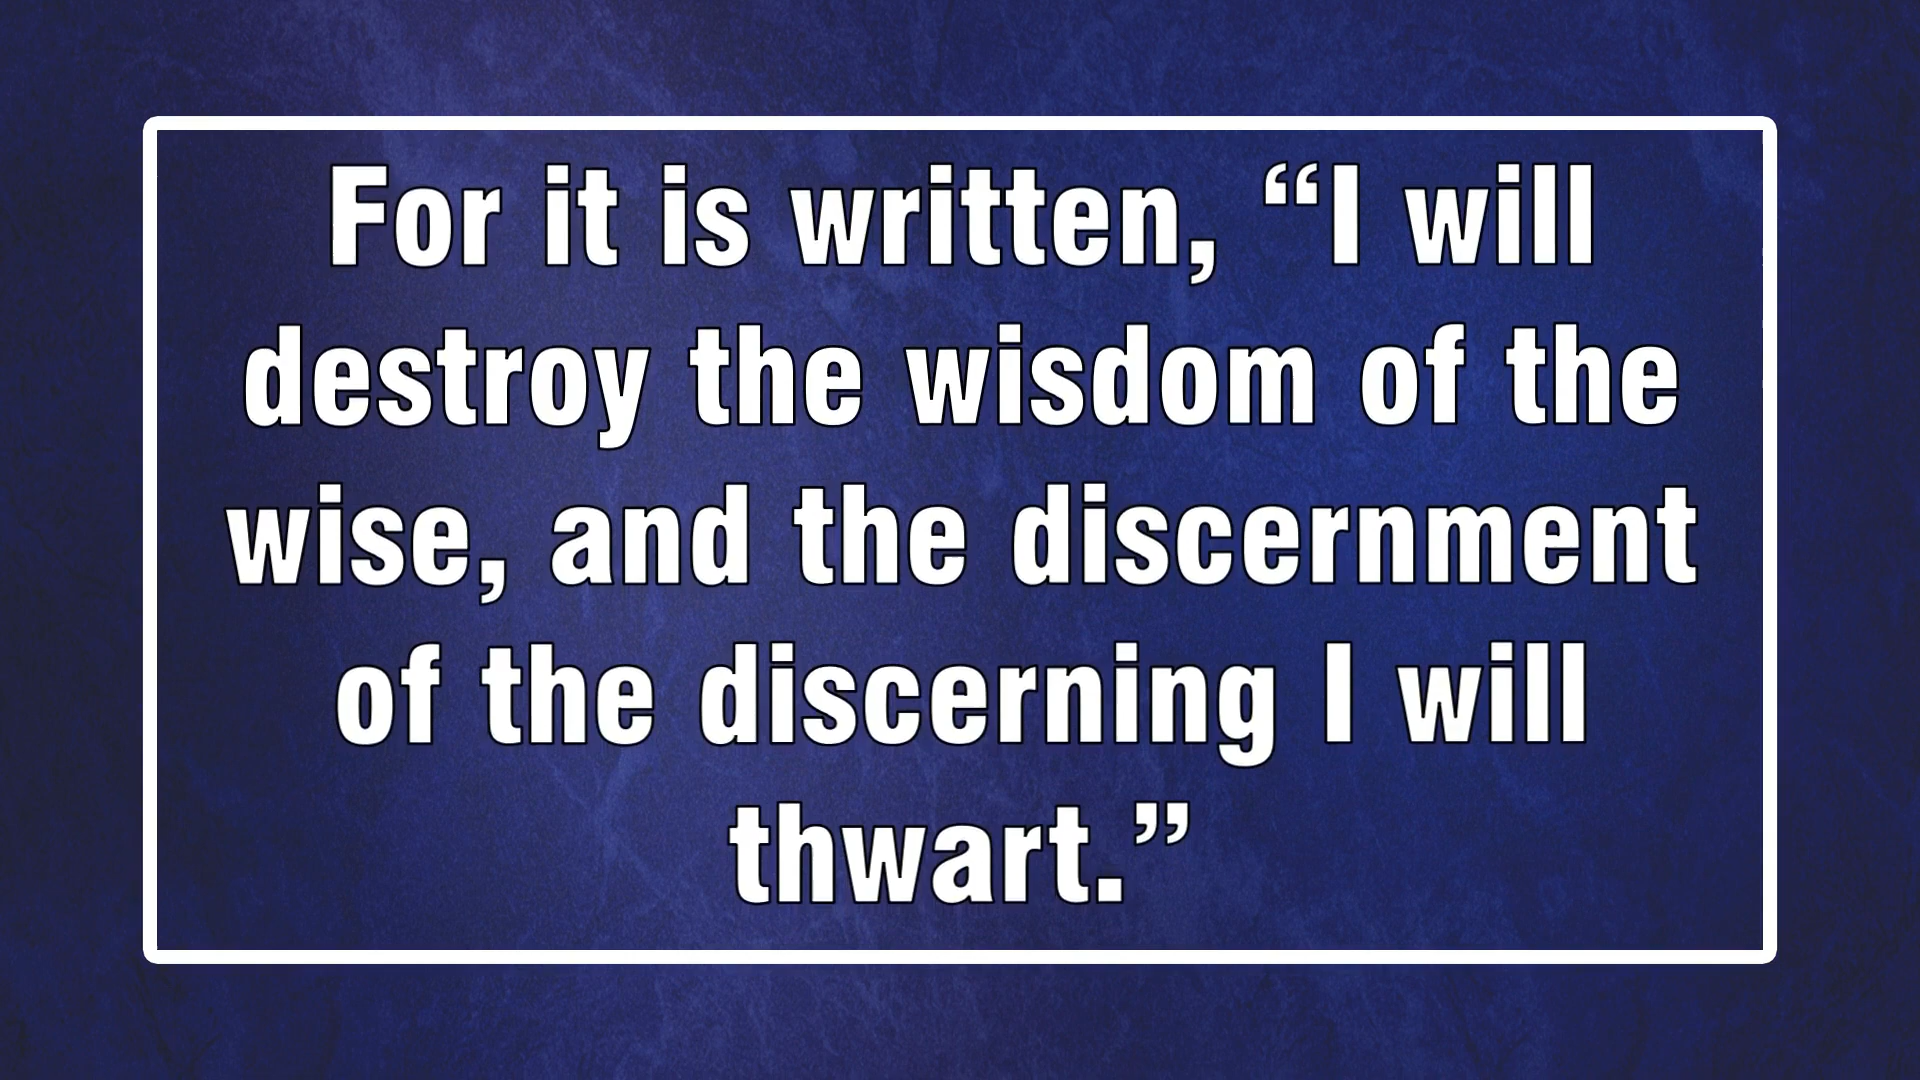 For it is written, “I will
destroy the wisdom of the
wise, and the discernment
of the discerning I will
thwart.”